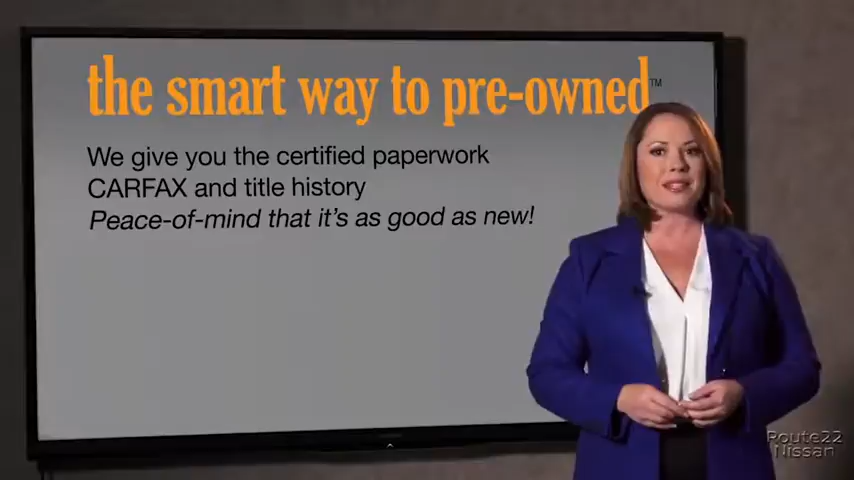 the smart way to pre-owned™
We give you the certified paperwork
CARFAX and title history
Peace-of-mind that it's as good as new!
Route22
Nissan